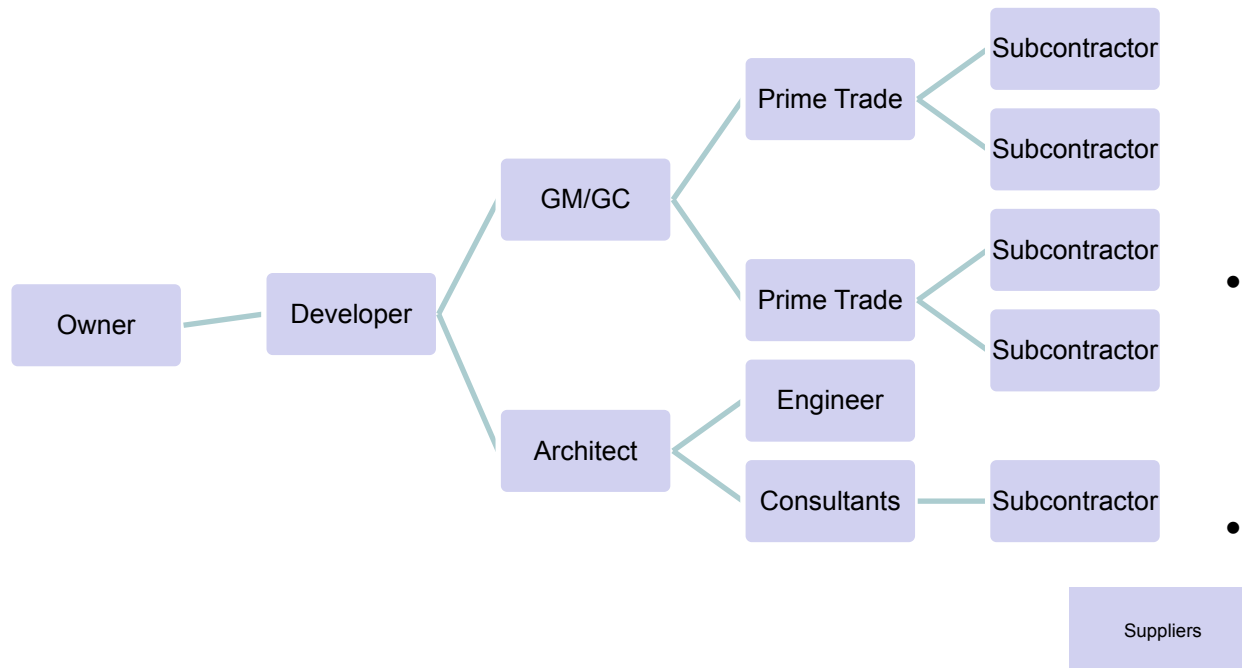 Subcontractor
Prime Trade
Subcontractor
GM/GC
Subcontractor
Prime Trade
Developer
Owner
Subcontractor
Engineer
Architect
Consultants
Subcontractor
Suppliers